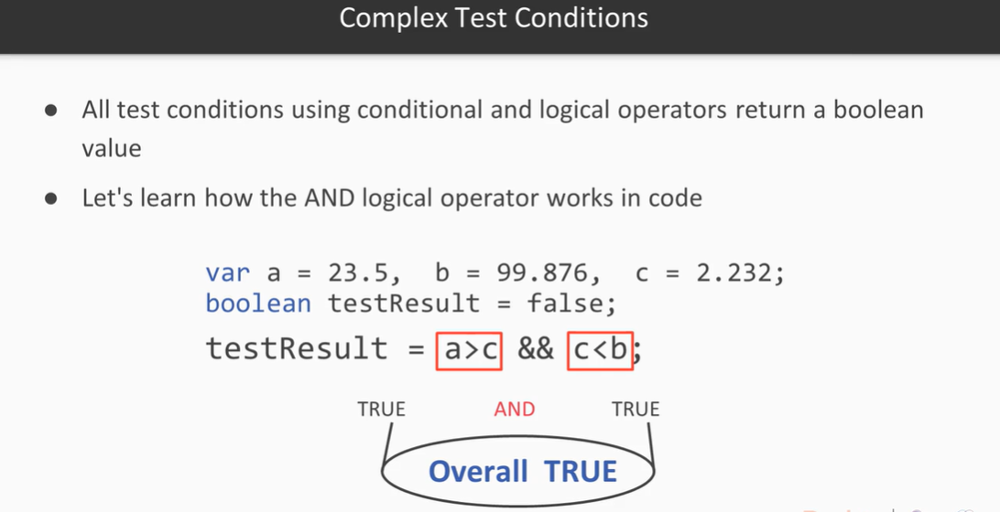 Complex Test Conditions
● All test conditions using conditional and logical operators return a boolean
value
● Let's learn how the AND logical operator works in code
var a = 23.5, b = 99.876, c = 2.232;
boolean testResult = false;
testResult = a>c && c<b;
TRUE AND TRUE
Overall TRUE